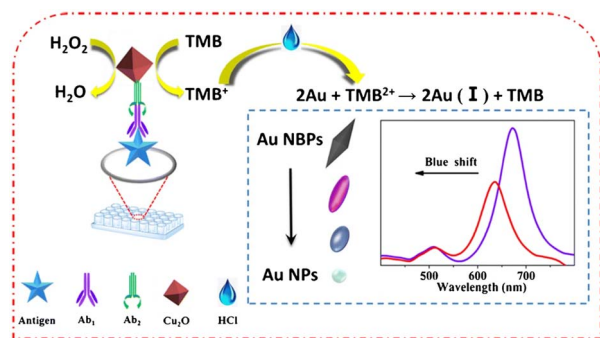 H₂O₂
TMB
H₂O
TMB⁺
2Au + TMB²⁺ → 2Au ( I ) + TMB
Au NBPs
Au NPs
Blue shift
400 500 600 700
Wavelength (nm)
Antigen
Ab₁
Ab₂
Cu₂O
HCl